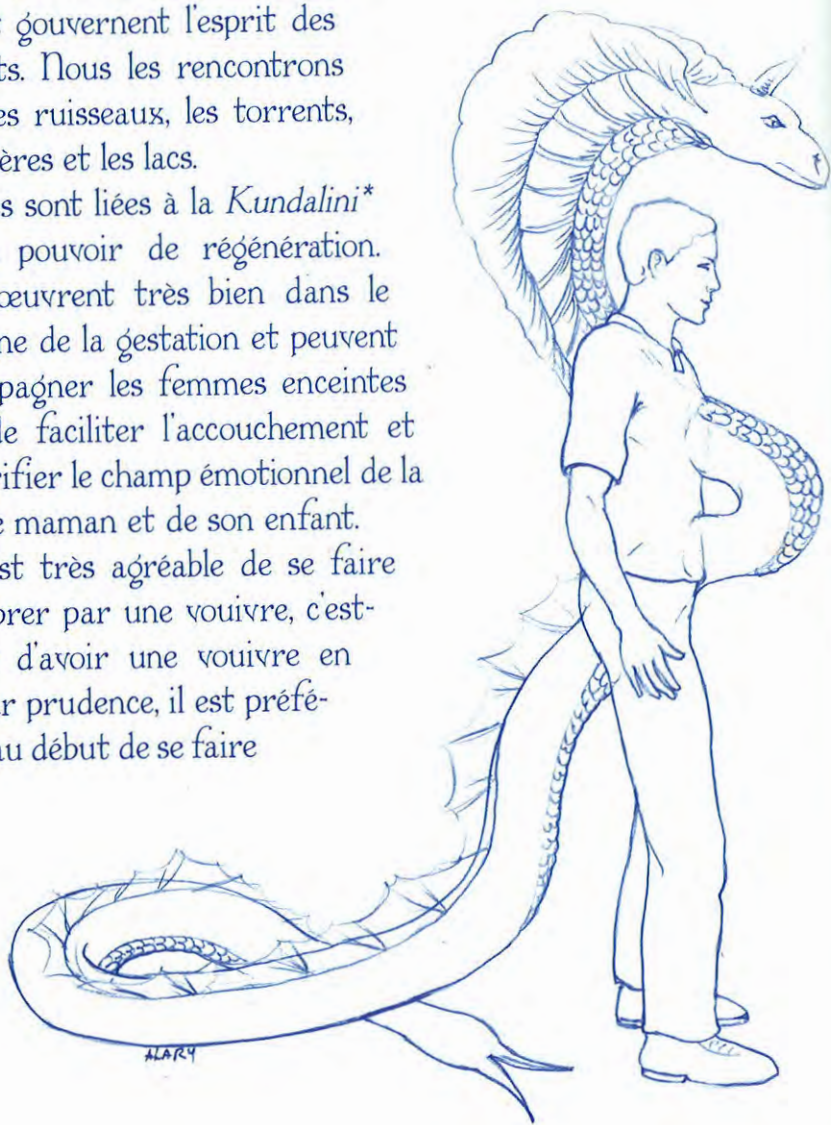 gouvernent l'esprit des
ts. Nous les rencontrons
es ruisseaux, les torrents,
ères et les lacs.
s sont liées à la Kundalini*
pouvoir de régénération.
œuvrent très bien dans le
ne de la gestation et peuvent
pagner les femmes enceintes
de faciliter l'accouchement et
rifier le champ émotionnel de la
e maman et de son enfant.
st très agréable de se faire
orer par une vouivre, c'est-
d'avoir une vouivre en
r prudence, il est préfé-
au début de se faire
ALARY